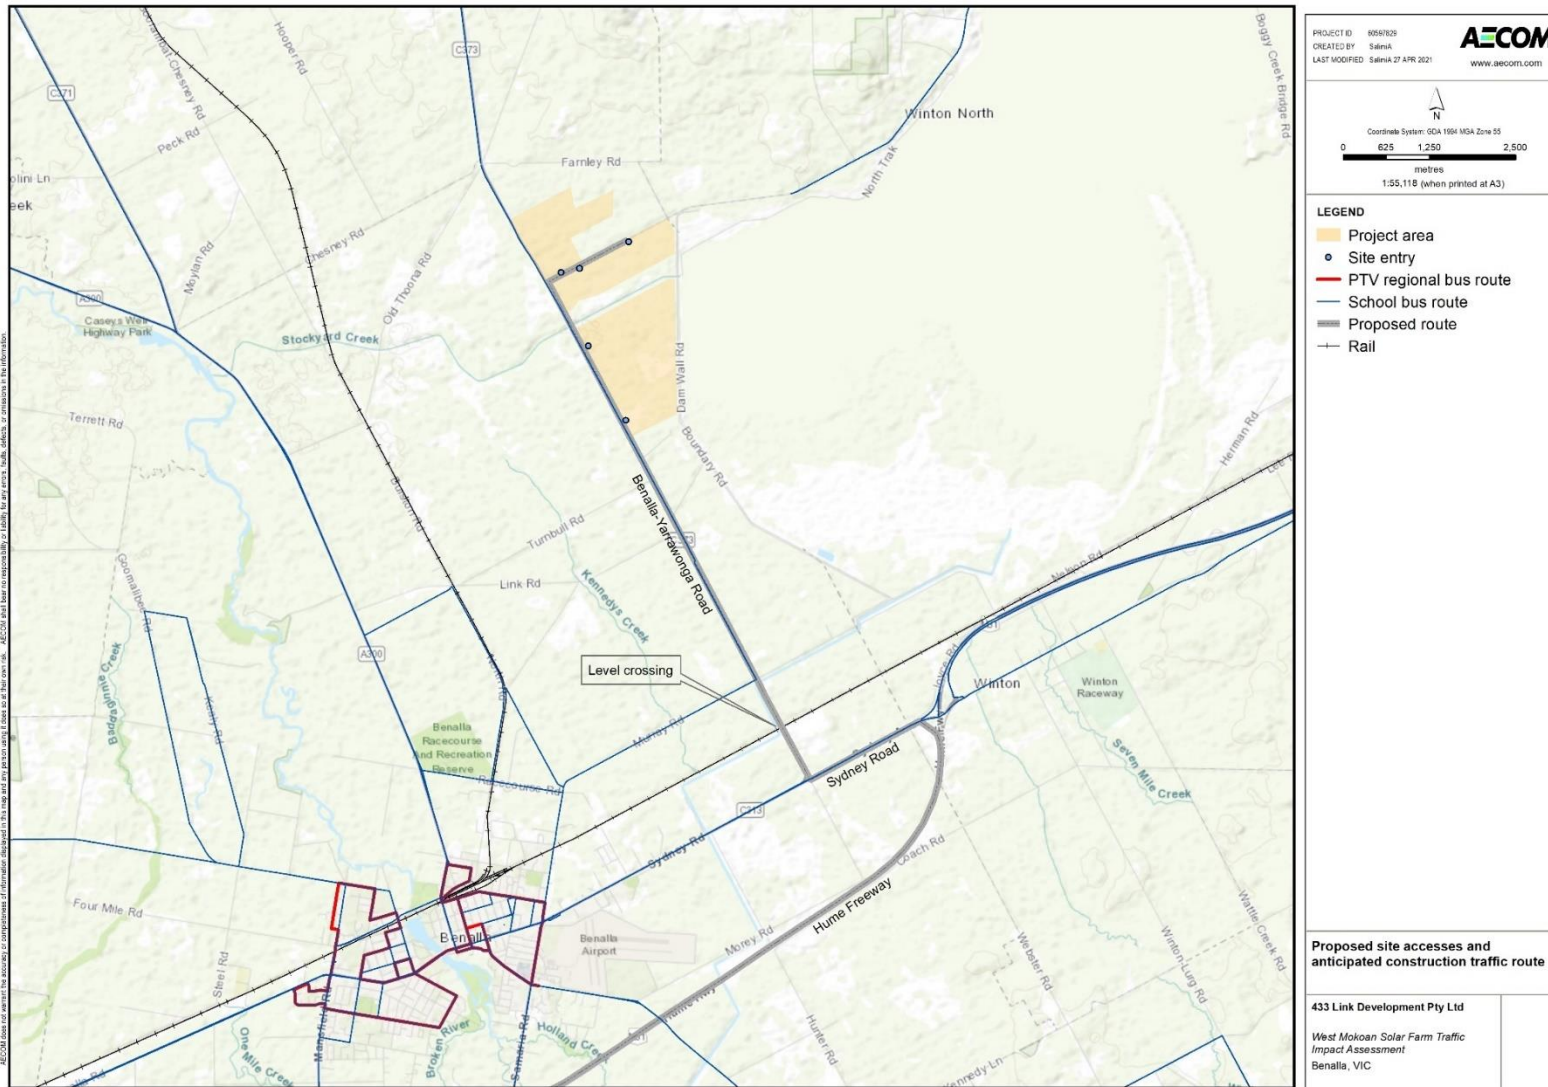 Boggy Creek Bridge Rd
Hooper Rd
C373
C371
Peck Rd
Winton North
Farnley Rd
North Trak
Chesney Rd
Moylan Rd
Old Thoona Rd
A300
Caseys Weir
Highway Park
Stockyard Creek
Dam Wall Rd
Terrett Rd
Boundary Rd
Herman Rd
Benalla-Yarrawonga Road
Turnbull Rd
Link Rd
Kennedys Creek
Nelson Rd
Goomalibee Rd
Baddaginnie Creek
Kelly Rd
A300
Level crossing
Winton
Winton
Raceway
Murray Rd
Benalla
Racecourse
And Recreation
Reserve
Racecourse Rd
Sydney Road
Seven Mile Creek
C313
Sydney Rd
Coach Rd
Four Mile Rd
Hume Freeway
Benalla
Benalla
Airport
Morey Rd
Webster Rd
Winton-Lurg Rd
Wattle Creek Rd
Steel Rd
Mansfield Rd
One Mile Creek
Broken River
Samaria Rd
Holland Creek
Hunter Rd
PROJECT ID 60597829
CREATED BY SalimiA
LAST MODIFIED SalimiA 27 APR 2021
AECOM
www.aecom.com
N
Coordinate System: GDA 1994 MGA Zone 55
0 625 1,250 2,500
metres
1:55,118 (when printed at A3)
LEGEND
Project area
Site entry
PTV regional bus route
School bus route
Proposed route
Rail
Proposed site accesses and
anticipated construction traffic route
433 Link Development Pty Ltd
West Mokoan Solar Farm Traffic
Impact Assessment
Benalla, VIC